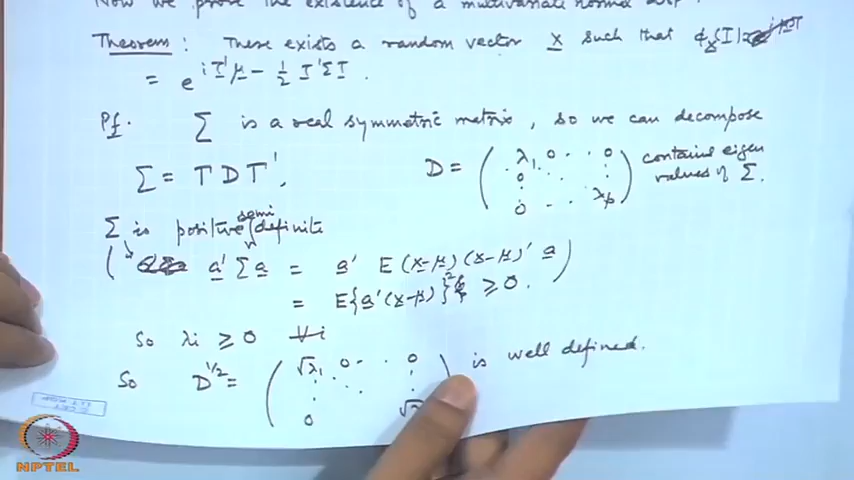 Now we prove the existence of a multivariate normal distⁿ.
Theorem : There exists a random vector X such that ϕ_X(T)
= e^{i T'μ - 1/2 T'ΣT} .
Pf. Σ is a real symmetric matrix, so we can decompose
Σ = T D T' , D = ( λ₁ 0 . . 0 0 . . . . 0 . . . λp ) contains eigen values of Σ.
Σ is positive semi definite
( a' Σ a = a' E (X-μ) (X-μ)' a
= E{a'(X-μ)}² ≥ 0 . )
So λi ≥ 0 ∀ i
So D^{1/2} = ( √λ₁ 0 . . 0 0 ) is well defined.
NPTEL